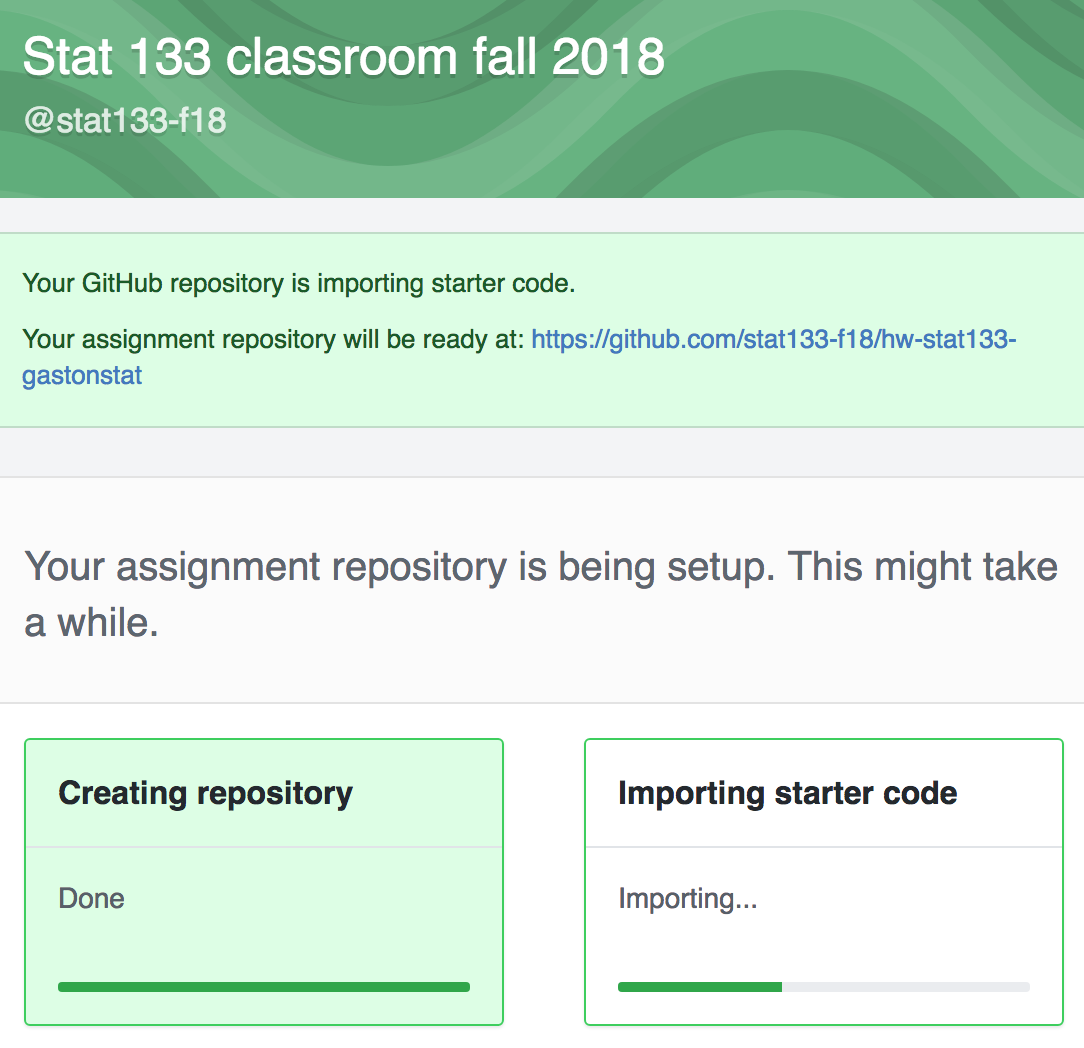 Stat 133 classroom fall 2018
@stat133-f18
Your GitHub repository is importing starter code.
Your assignment repository will be ready at: https://github.com/stat133-f18/hw-stat133-
gastonstat
Your assignment repository is being setup. This might take
a while.
Creating repository
Done
Importing starter code
Importing...